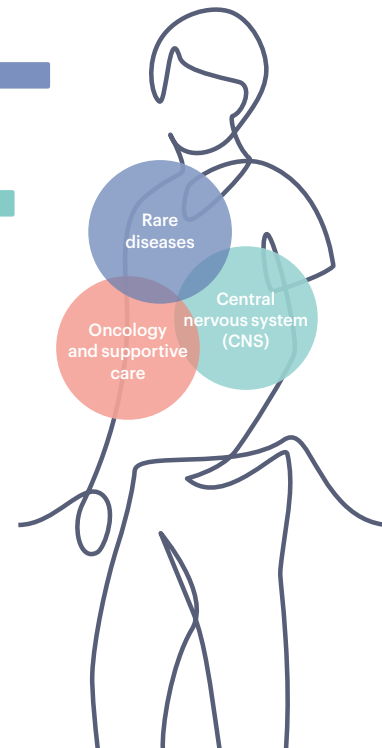 Rare
diseases
Central
nervous system
(CNS)
Oncology
and supportive
care